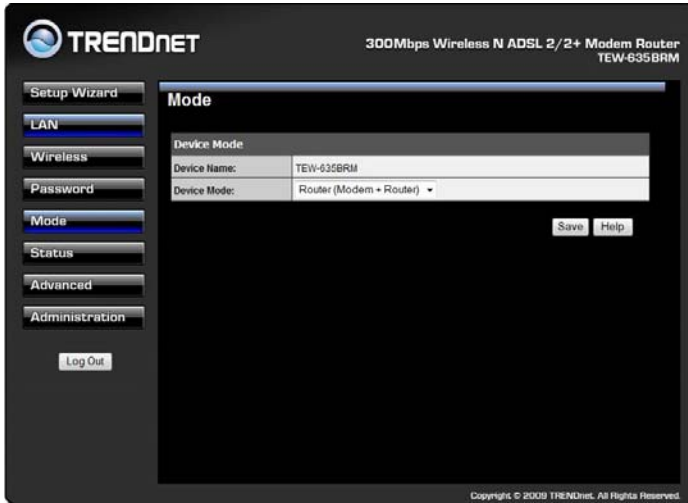 TRENDNET
300Mbps Wireless N ADSL 2/2+ Modem Router
TEW-635BRM
Setup Wizard
LAN
Wireless
Password
Mode
Status
Advanced
Administration
Log Out
Mode
Device Mode
Device Name: TEW-635BRM
Device Mode: Router (Modem + Router)
Save Help
Copyright © 2009 TRENDnet. All Rights Reserved.